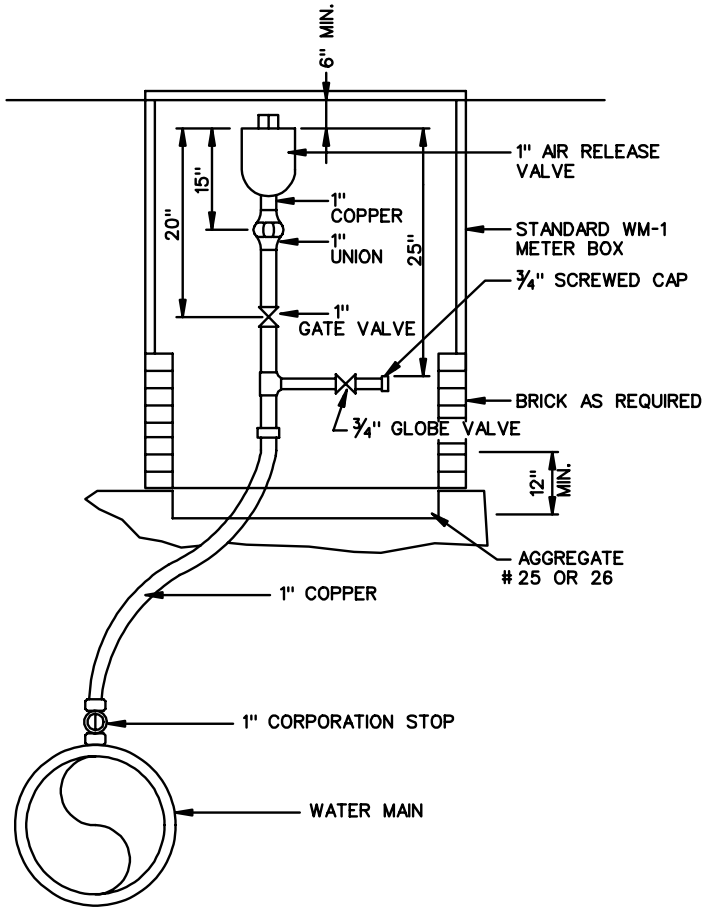 6" MIN.
1" AIR RELEASE
VALVE
15"
20"
1"
COPPER
1"
UNION
25"
STANDARD WM-1
METER BOX
3/4" SCREWED CAP
1"
GATE VALVE
BRICK AS REQUIRED
3/4" GLOBE VALVE
12"
MIN.
AGGREGATE
# 25 OR 26
1" COPPER
1" CORPORATION STOP
WATER MAIN